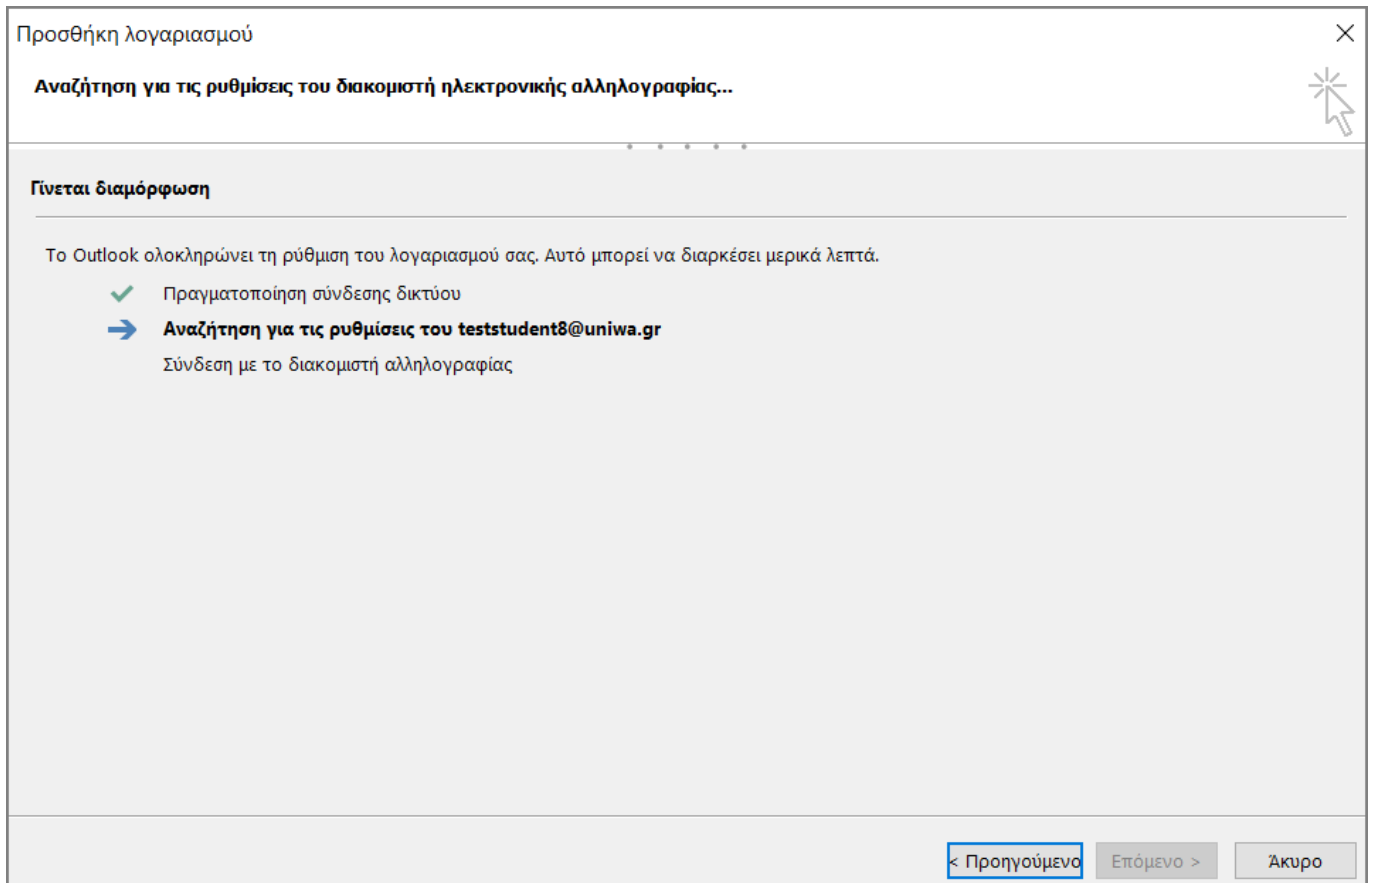 Προσθήκη λογαριασμού
Αναζήτηση για τις ρυθμίσεις του διακομιστή ηλεκτρονικής αλληλογραφίας...
Γίνεται διαμόρφωση
Το Outlook ολοκληρώνει τη ρύθμιση του λογαριασμού σας. Αυτό μπορεί να διαρκέσει μερικά λεπτά.
Πραγματοποίηση σύνδεσης δικτύου
Αναζήτηση για τις ρυθμίσεις του teststudent8@uniwa.gr
Σύνδεση με το διακομιστή αλληλογραφίας
< Προηγούμενο Επόμενο > Άκυρο